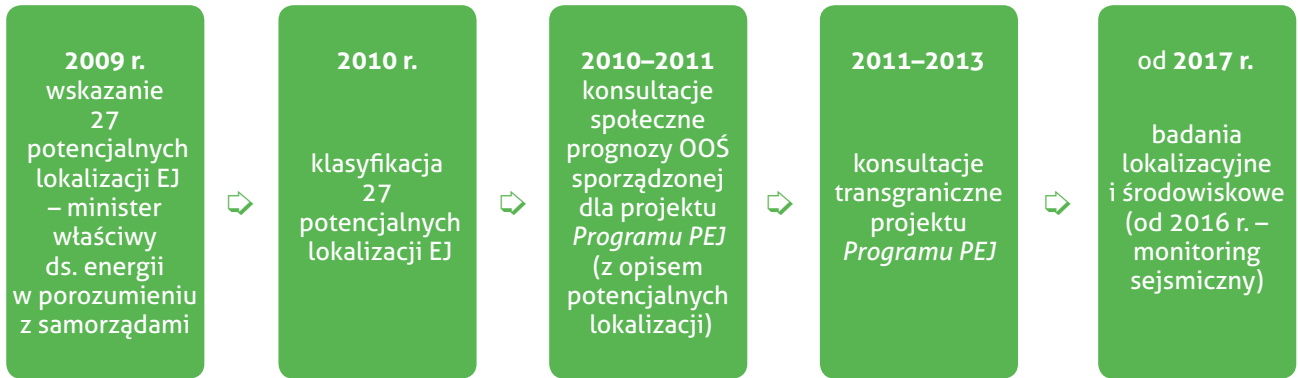 2009 r.
wskazanie
27
potencjalnych
lokalizacji EJ
– minister
właściwy
ds. energii
w porozumieniu
z samorządami
2010 r.
klasyfikacja
27
potencjalnych
lokalizacji EJ
2010–2011
konsultacje
społeczne
prognozy OOŚ
sporządzonej
dla projektu
Programu PEJ
(z opisem
potencjalnych
lokalizacji)
2011–2013
konsultacje
transgraniczne
projektu
Programu PEJ
od 2017 r.
badania
lokalizacyjne
i środowiskowe
(od 2016 r. –
monitoring
sejsmiczny)